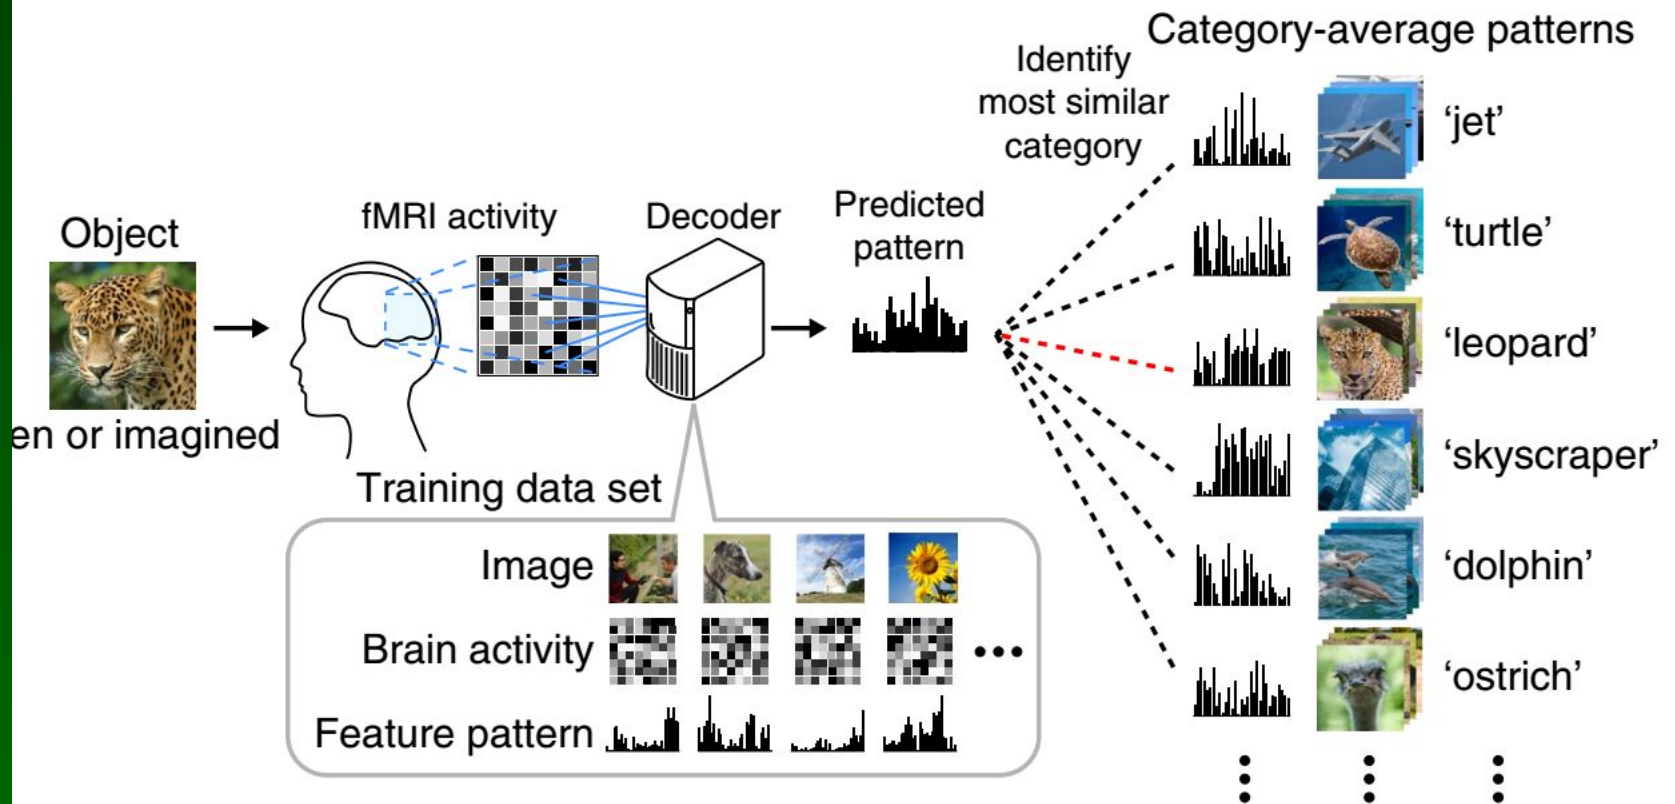 Category-average patterns
Identify
most similar
category
‘jet’
‘turtle’
‘leopard’
‘skyscraper’
‘dolphin’
‘ostrich’
Object
fMRI activity
Decoder
Predicted
pattern
en or imagined
Training data set
Image
Brain activity
Feature pattern